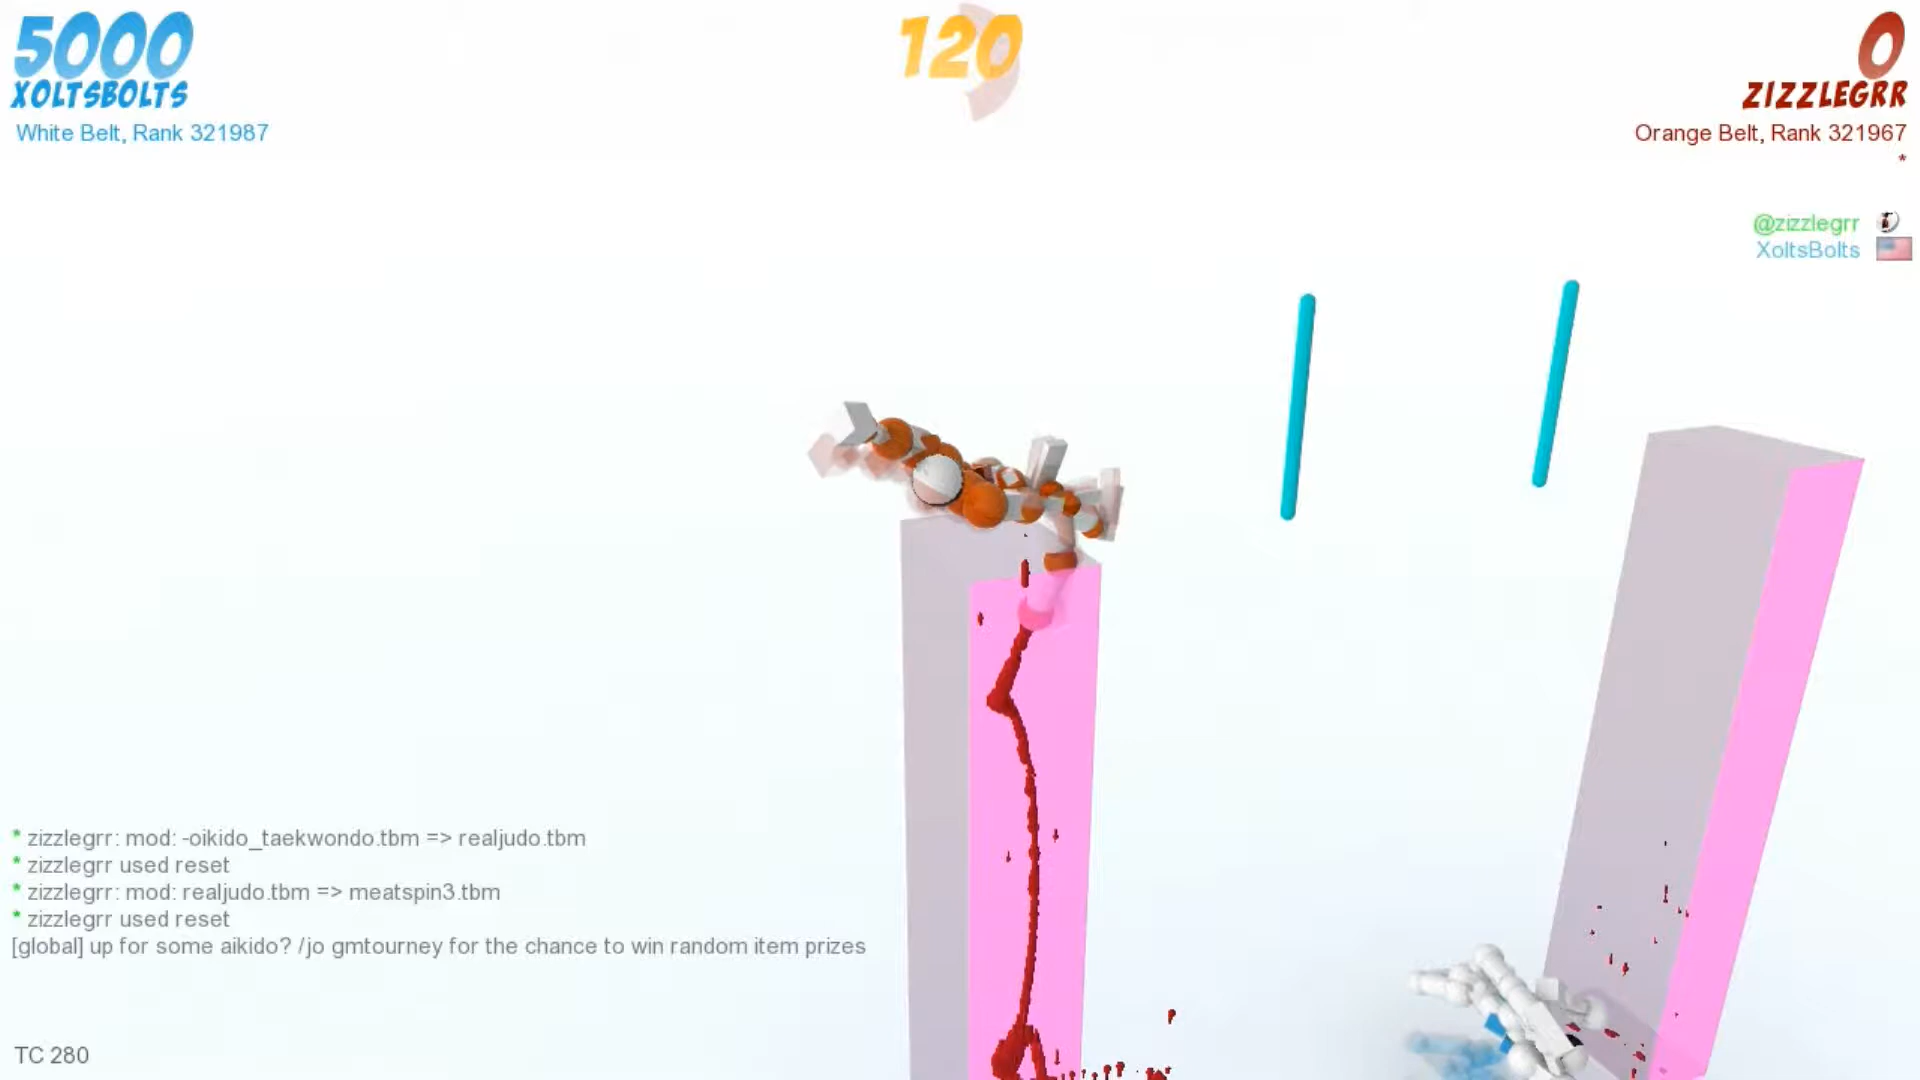 5000
XOLTSBOLTS
White Belt, Rank 321987
120
0
ZIZZLEGRR
Orange Belt, Rank 321967
*
@zizzlegrr
XoltsBolts
* zizzlegrr: mod: -oikido_taekwondo.tbm => realjudo.tbm
* zizzlegrr used reset
* zizzlegrr: mod: realjudo.tbm => meatspin3.tbm
* zizzlegrr used reset
[global] up for some aikido? /jo gmtourney for the chance to win random item prizes
TC 280